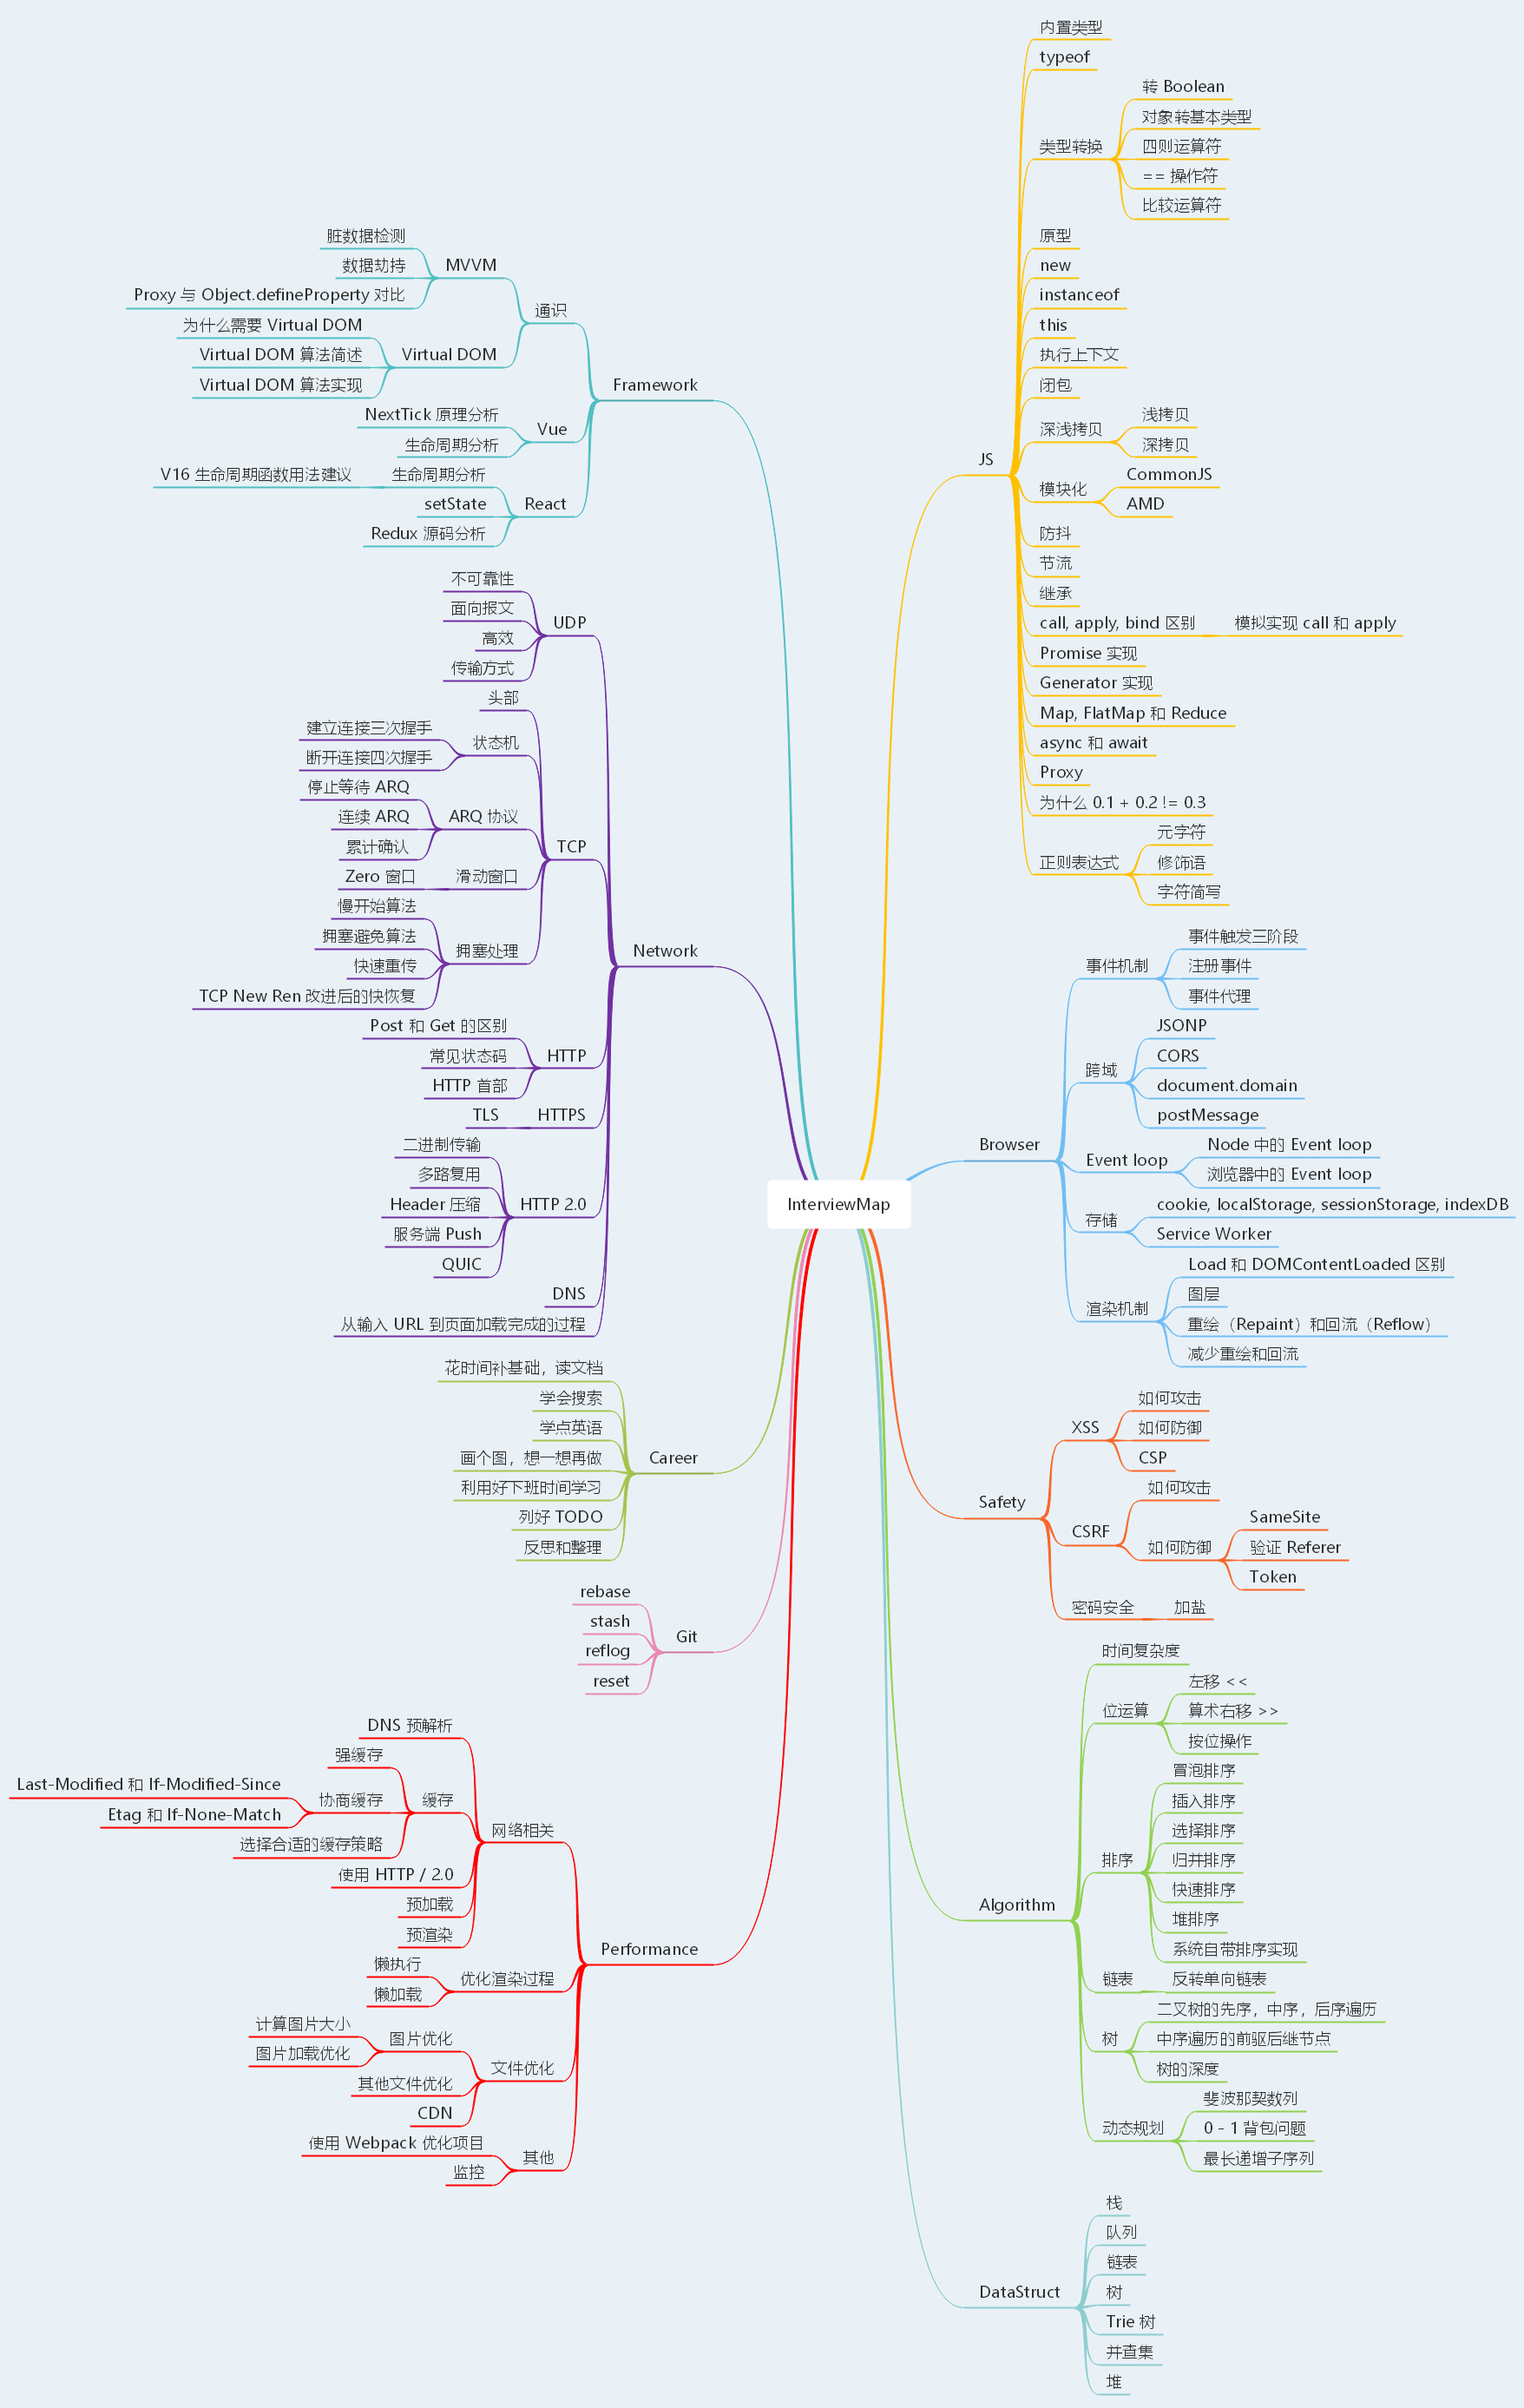 InterviewMap
JS
内置类型
typeof
类型转换
转 Boolean
对象转基本类型
四则运算符
== 操作符
比较运算符
原型
new
instanceof
this
执行上下文
闭包
深浅拷贝
浅拷贝
深拷贝
模块化
CommonJS
AMD
防抖
节流
继承
call, apply, bind 区别
模拟实现 call 和 apply
Promise 实现
Generator 实现
Map, FlatMap 和 Reduce
async 和 await
Proxy
为什么 0.1 + 0.2 != 0.3
正则表达式
元字符
修饰语
字符简写
Browser
事件机制
事件触发三阶段
注册事件
事件代理
跨域
JSONP
CORS
document.domain
postMessage
Event loop
Node 中的 Event loop
浏览器中的 Event loop
存储
cookie, localStorage, sessionStorage, indexDB
Service Worker
渲染机制
Load 和 DOMContentLoaded 区别
图层
重绘（Repaint）和回流（Reflow）
减少重绘和回流
Safety
XSS
如何攻击
如何防御
CSP
CSRF
如何攻击
如何防御
SameSite
验证 Referer
Token
密码安全
加盐
Algorithm
时间复杂度
位运算
左移 <<
算术右移 >>
按位操作
排序
冒泡排序
插入排序
选择排序
归并排序
快速排序
堆排序
系统自带排序实现
链表
反转单向链表
树
二叉树的先序，中序，后序遍历
中序遍历的前驱后继节点
树的深度
动态规划
斐波那契数列
0 - 1 背包问题
最长递增子序列
DataStruct
栈
队列
链表
树
Trie 树
并查集
堆
Framework
通识
MVVM
脏数据检测
数据劫持
Proxy 与 Object.defineProperty 对比
Virtual DOM
为什么需要 Virtual DOM
Virtual DOM 算法简述
Virtual DOM 算法实现
Vue
NextTick 原理分析
生命周期分析
React
生命周期分析
V16 生命周期函数用法建议
setState
Redux 源码分析
Network
UDP
不可靠性
面向报文
高效
传输方式
TCP
头部
状态机
建立连接三次握手
断开连接四次握手
ARQ 协议
停止等待 ARQ
连续 ARQ
累计确认
滑动窗口
Zero 窗口
拥塞处理
慢开始算法
拥塞避免算法
快速重传
TCP New Ren 改进后的快恢复
HTTP
Post 和 Get 的区别
常见状态码
HTTP 首部
HTTPS
TLS
HTTP 2.0
二进制传输
多路复用
Header 压缩
服务端 Push
QUIC
DNS
从输入 URL 到页面加载完成的过程
Career
花时间补基础，读文档
学会搜索
学点英语
画个图，想一想再做
利用好下班时间学习
列好 TODO
反思和整理
Git
rebase
stash
reflog
reset
Performance
网络相关
DNS 预解析
缓存
强缓存
协商缓存
Last-Modified 和 If-Modified-Since
Etag 和 If-None-Match
选择合适的缓存策略
使用 HTTP / 2.0
预加载
预渲染
优化渲染过程
懒执行
懒加载
文件优化
图片优化
计算图片大小
图片加载优化
其他文件优化
CDN
其他
使用 Webpack 优化项目
监控